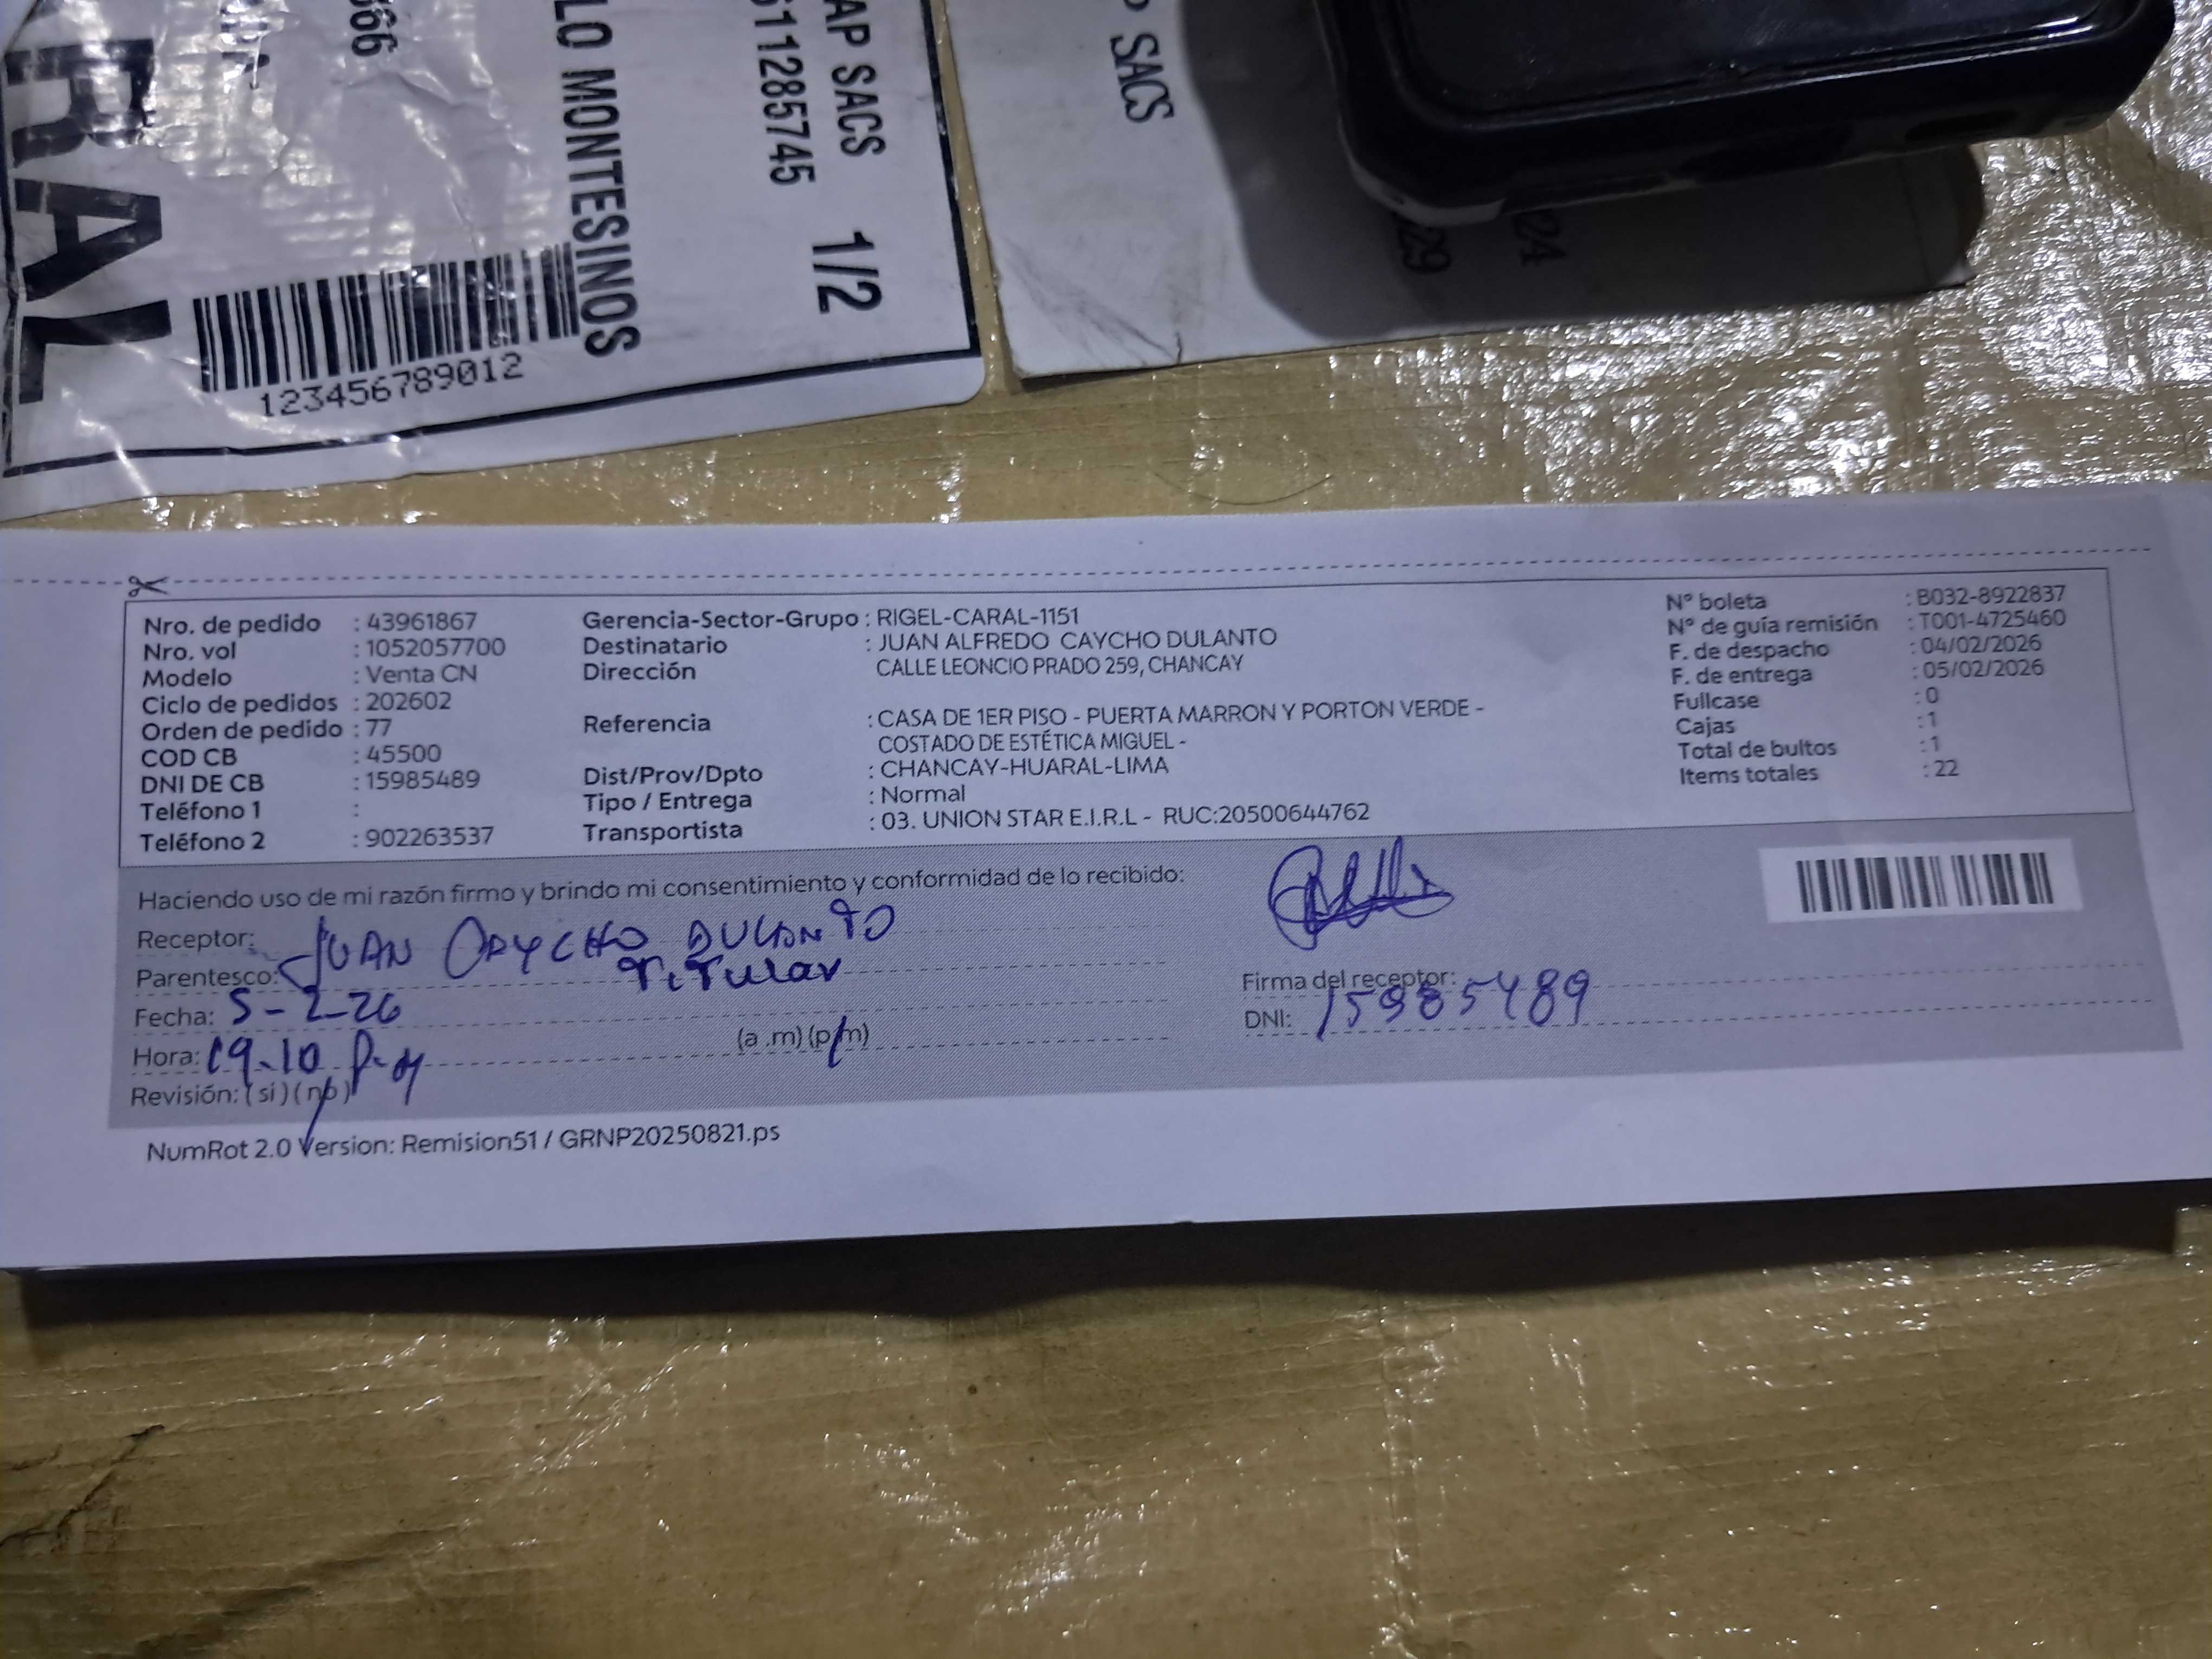 RAL
366
LO MONTESINOS
611285745
AP SACS
1/2
123456789012
P SACS
29
24
Nro. de pedido : 43961867
Nro. vol : 1052057700
Modelo : Venta CN
Ciclo de pedidos : 202602
Orden de pedido : 77
COD CB : 45500
DNI DE CB : 15985489
Teléfono 1 :
Teléfono 2 : 902263537
Gerencia-Sector-Grupo : RIGEL-CARAL-1151
Destinatario : JUAN ALFREDO CAYCHO DULANTO
Dirección CALLE LEONCIO PRADO 259, CHANCAY
Referencia : CASA DE 1ER PISO - PUERTA MARRON Y PORTON VERDE -
COSTADO DE ESTÉTICA MIGUEL -
Dist/Prov/Dpto : CHANCAY-HUARAL-LIMA
Tipo / Entrega : Normal
Transportista : 03. UNION STAR E.I.R.L - RUC:20500644762
N° boleta : B032-8922837
N° de guía remisión : T001-4725460
F. de despacho : 04/02/2026
F. de entrega : 05/02/2026
Fullcase : 0
Cajas : 1
Total de bultos : 1
Items totales : 22
Haciendo uso de mi razón firmo y brindo mi consentimiento y conformidad de lo recibido:
Receptor: JUAN CAYCHO DULANTO
Parentesco: Titular
Fecha: 5-2-26
Hora: 19.10 P.M (a .m) (p.m)
Revisión: ( si ) ( no )
Firma del receptor:
DNI: 15985489
NumRot 2.0 Version: Remision51 / GRNP20250821.ps